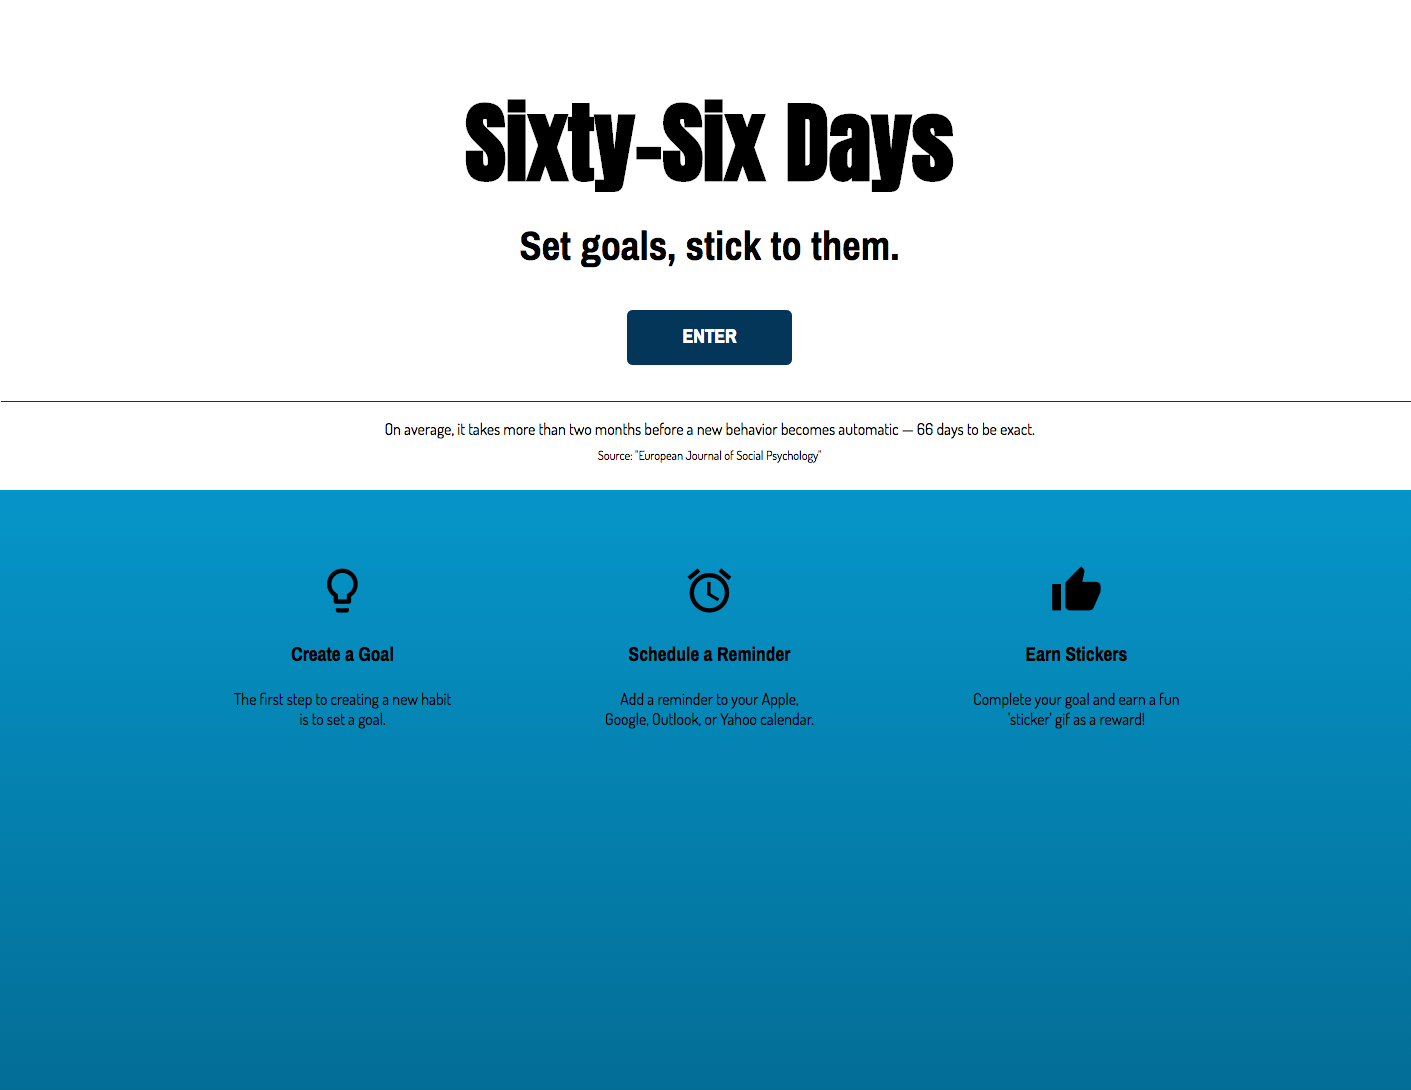 Sixty-Six Days
Set goals, stick to them.
ENTER
On average, it takes more than two months before a new behavior becomes automatic — 66 days to be exact.
Source: "European Journal of Social Psychology"
Create a Goal
The first step to creating a new habit
is to set a goal.
Schedule a Reminder
Add a reminder to your Apple,
Google, Outlook, or Yahoo calendar.
Earn Stickers
Complete your goal and earn a fun
'sticker' gif as a reward!